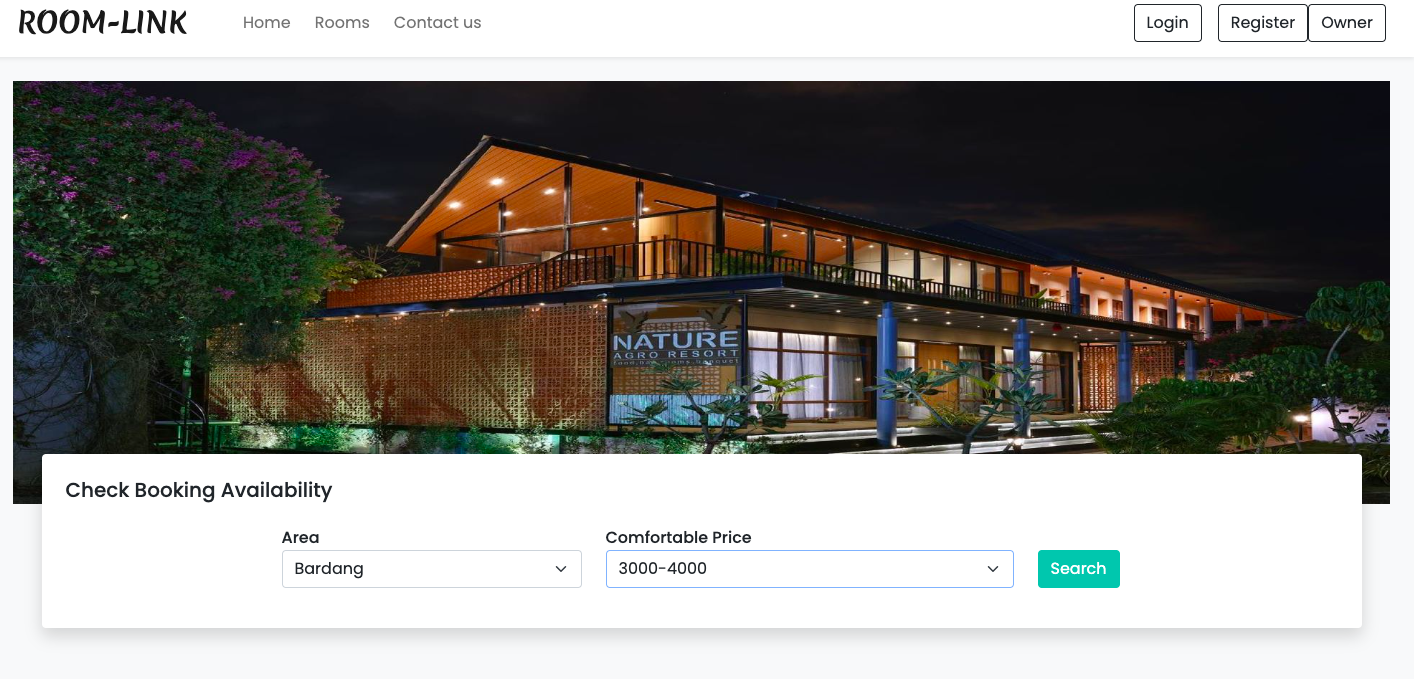 ROOM-LINK Home Rooms Contact us Login Register Owner
NATURE
AGRO RESORT
Check Booking Availability
Area Comfortable Price
Bardang 3000-4000 Search